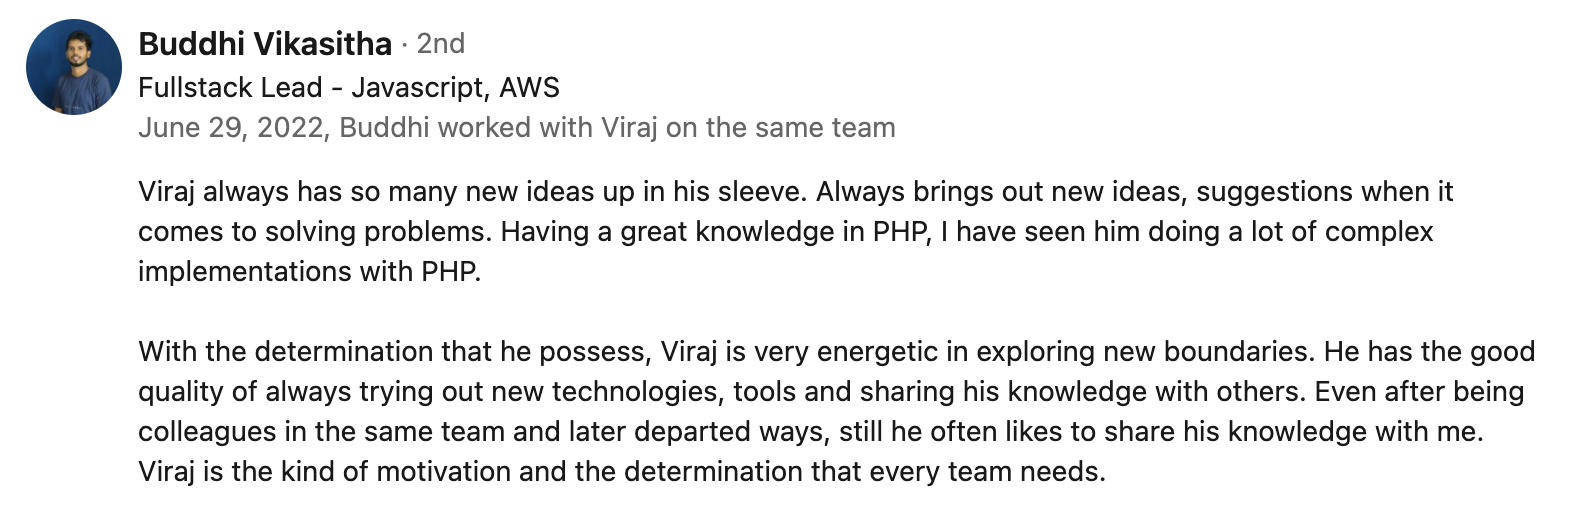 Buddhi Vikasitha · 2nd
Fullstack Lead - Javascript, AWS
June 29, 2022, Buddhi worked with Viraj on the same team
Viraj always has so many new ideas up in his sleeve. Always brings out new ideas, suggestions when it
comes to solving problems. Having a great knowledge in PHP, I have seen him doing a lot of complex
implementations with PHP.
With the determination that he possess, Viraj is very energetic in exploring new boundaries. He has the good
quality of always trying out new technologies, tools and sharing his knowledge with others. Even after being
colleagues in the same team and later departed ways, still he often likes to share his knowledge with me.
Viraj is the kind of motivation and the determination that every team needs.